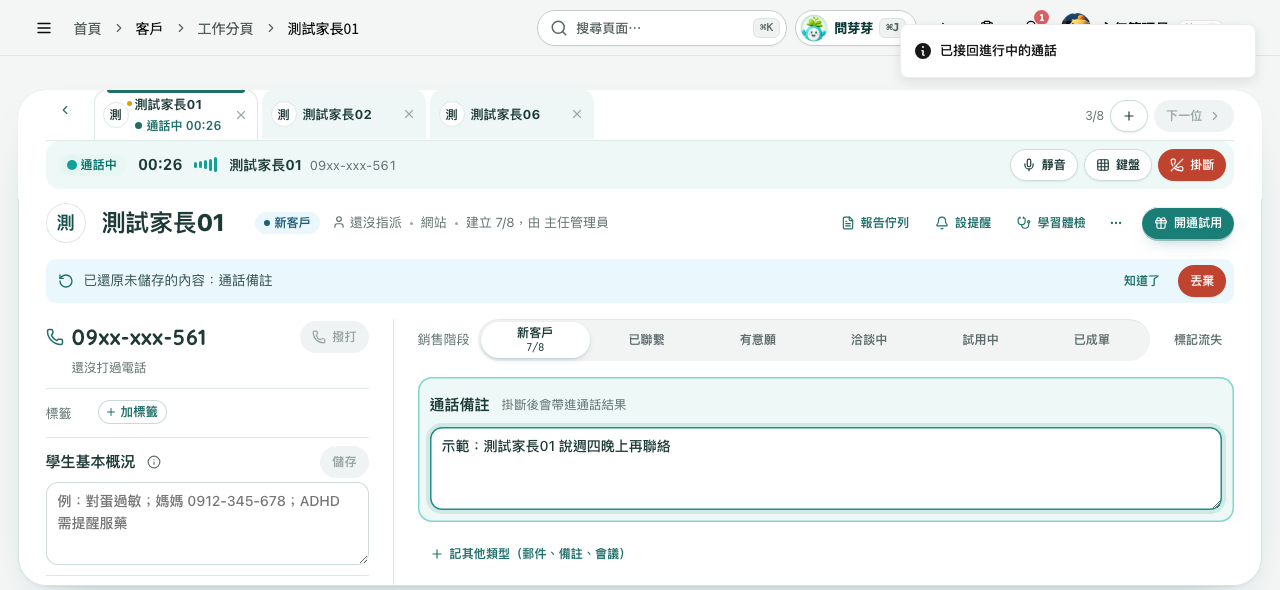 首頁 > 客戶 > 工作分頁 > 測試家長01
搜尋頁面⋯ ⌘K
問芽芽 ⌘J
1
已接回進行中的通話
測 測試家長01
通話中 00:26
測 測試家長02
測 測試家長06
3/8
下一位
通話中 00:26 測試家長01 09xx-xxx-561
靜音
鍵盤
掛斷
測 測試家長01
新客戶
還沒指派 • 網站 • 建立 7/8，由 主任管理員
報告佇列
設提醒
學習體檢
⋯
開通試用
已還原未儲存的內容：通話備註
知道了
丟棄
09xx-xxx-561
撥打
還沒打過電話
標籤
+ 加標籤
學生基本概況
儲存
例：對蛋過敏；媽媽 0912-345-678；ADHD
需提醒服藥
銷售階段
新客戶
7/8
已聯繫
有意願
洽談中
試用中
已成單
標記流失
通話備註 掛斷後會帶進通話結果
示範：測試家長01 說週四晚上再聯絡
+ 記其他類型（郵件、備註、會議）